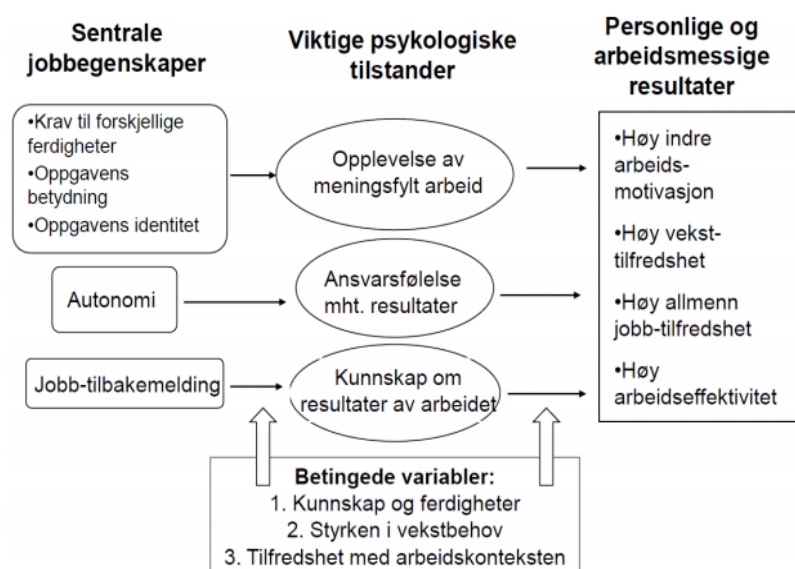 Sentrale
jobbegenskaper
Viktige psykologiske
tilstander
Personlige og
arbeidsmessige
resultater
•Krav til forskjellige
ferdigheter
•Oppgavens
betydning
•Oppgavens identitet
Opplevelse av
meningsfylt arbeid
•Høy indre
arbeids-
motivasjon
•Høy vekst-
tilfredshet
•Høy allmenn
jobb-tilfredshet
•Høy
arbeidseffektivitet
Autonomi
Ansvarsfølelse
mht. resultater
Jobb-tilbakemelding
Kunnskap om
resultater av arbeidet
Betingede variabler:
1. Kunnskap og ferdigheter
2. Styrken i vekstbehov
3. Tilfredshet med arbeidskonteksten